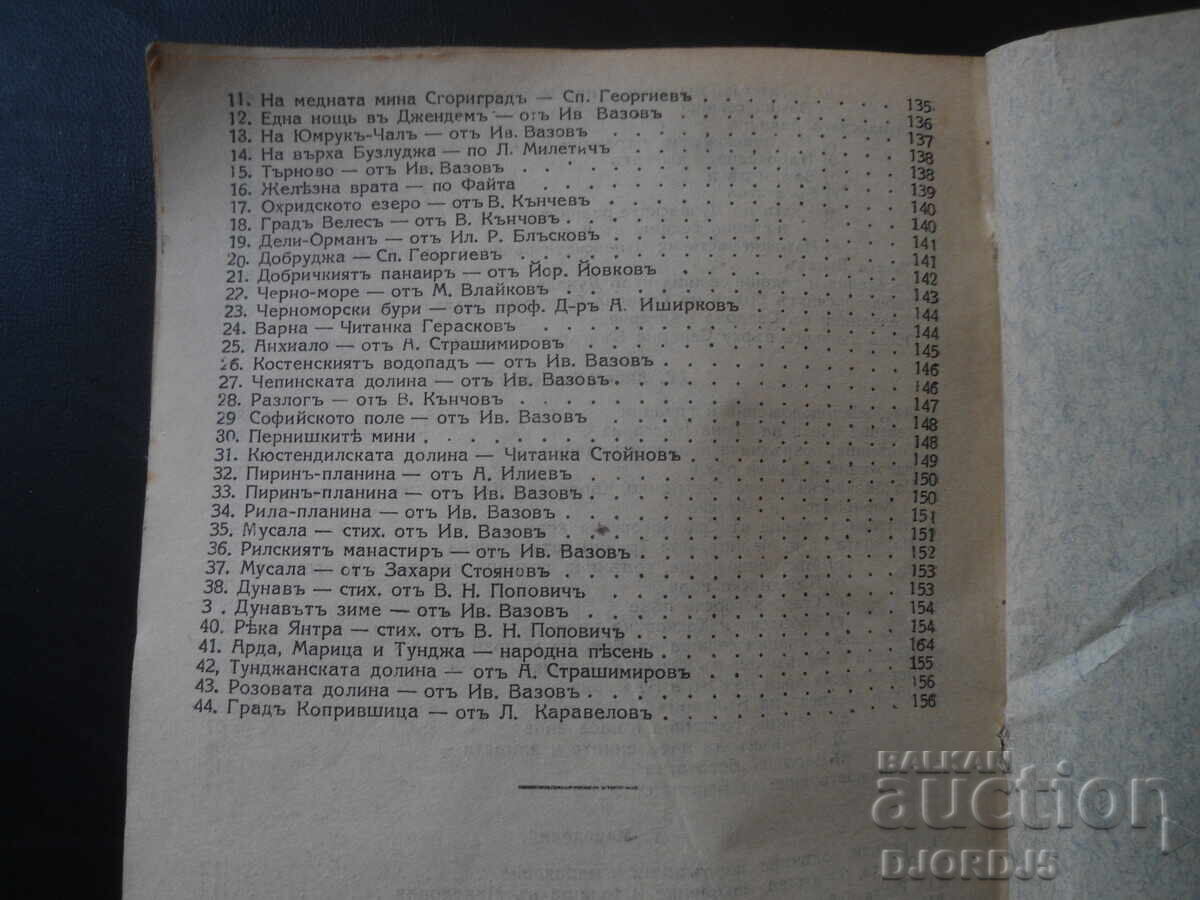 11. На медната мина Сгориградъ — Сп. Георгиевъ . . . . . . . . . . 135
12. Една нощь въ Джендемъ — отъ Ив Вазовъ . . . . . . . . . . 136
13. На Юмрукъ-Чалъ — отъ Ив. Вазовъ . . . . . . . . . . 137
14. На върха Бузлуджа — по Л. Милетичъ . . . . . . . . . . 138
15. Търново — отъ Ив. Вазовъ . . . . . . . . . . 138
16. Желѣзна врата — по Файта . . . . . . . . . . 139
17. Охридското езеро — отъ В. Кънчевъ . . . . . . . . . . 140
18. Градъ Велесъ — отъ В. Кънчовъ . . . . . . . . . . 140
19. Дели-Орманъ — отъ Ил. Р. Блъсковъ . . . . . . . . . . 141
20. Добруджа — Сп. Георгиевъ . . . . . . . . . . 141
21. Добричкиятъ панаиръ — отъ Йор. Йовковъ . . . . . . . . . . 142
22. Черно-море — отъ М. Влайковъ . . . . . . . . . . 143
23. Черноморски бури — отъ проф. Д-ръ А. Иширковъ . . . . . . . . . . 144
24. Варна — Читанка Герасковъ . . . . . . . . . . 144
25. Анхиало — отъ А. Страшимировъ . . . . . . . . . . 145
26. Костенскиятъ водопадъ — отъ Ив. Вазовъ . . . . . . . . . . 146
27. Чепинската долина — отъ Ив. Вазовъ . . . . . . . . . . 146
28. Разлогъ — отъ В. Кънчовъ . . . . . . . . . . 147
29 Софийското поле — отъ Ив. Вазовъ . . . . . . . . . . 148
30. Пернишкитѣ мини . . . . . . . . . . 148
31. Кюстендилската долина — Читанка Стойновъ . . . . . . . . . . 149
32. Пиринъ-планина — отъ А. Илиевъ . . . . . . . . . . 150
33. Пиринъ-планина — отъ Ив. Вазовъ . . . . . . . . . . 150
34. Рила-планина — отъ Ив. Вазовъ . . . . . . . . . . 151
35. Мусала — стих. отъ Ив. Вазовъ . . . . . . . . . . 151
36. Рилскиятъ манастиръ — отъ Ив. Вазовъ . . . . . . . . . . 152
37. Мусала — отъ Захари Стояновъ . . . . . . . . . . 153
38. Дунавъ — стих. отъ В. Н. Поповичъ . . . . . . . . . . 153
3 . Дунавътъ зиме — отъ Ив. Вазовъ . . . . . . . . . . 154
40. Рѣка Янтра — стих. отъ В. Н. Поповичъ . . . . . . . . . . 154
41. Арда, Марица и Тунджа — народна пѣсень . . . . . . . . . . 164
42, Тунджанската долина — отъ А. Страшимировъ . . . . . . . . . . 155
43. Розовата долина — отъ Ив. Вазовъ . . . . . . . . . . 156
44. Градъ Копривщица — отъ Л. Каравеловъ . . . . . . . . . . 156
BALKAN
auction
DJORDJ5